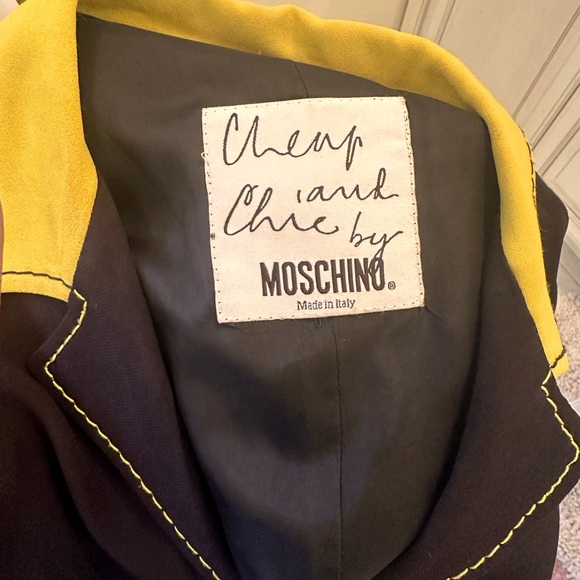 Cheap
and
Chic by
MOSCHINO®
Made in Italy